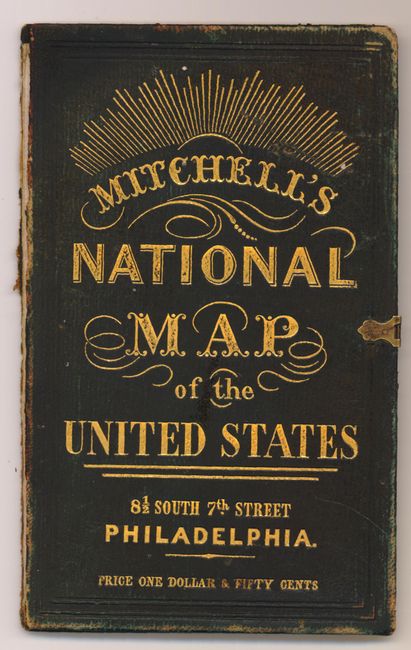 MITCHELL'S
NATIONAL
MAP
of the
UNITED STATES
8½ SOUTH 7th STREET
PHILADELPHIA.
PRICE ONE DOLLAR & FIFTY CENTS